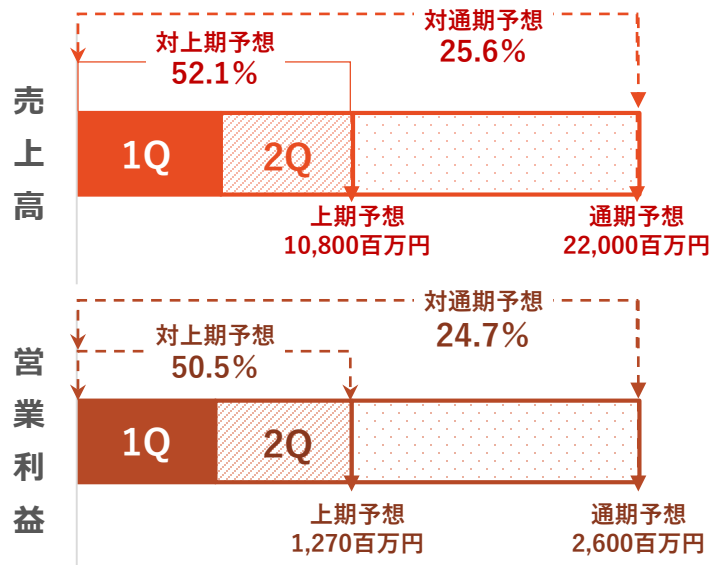 売上高
対上期予想
52.1%
対通期予想
25.6%
1Q
2Q
上期予想
10,800百万円
通期予想
22,000百万円
営業利益
対上期予想
50.5%
対通期予想
24.7%
1Q
2Q
上期予想
1,270百万円
通期予想
2,600百万円